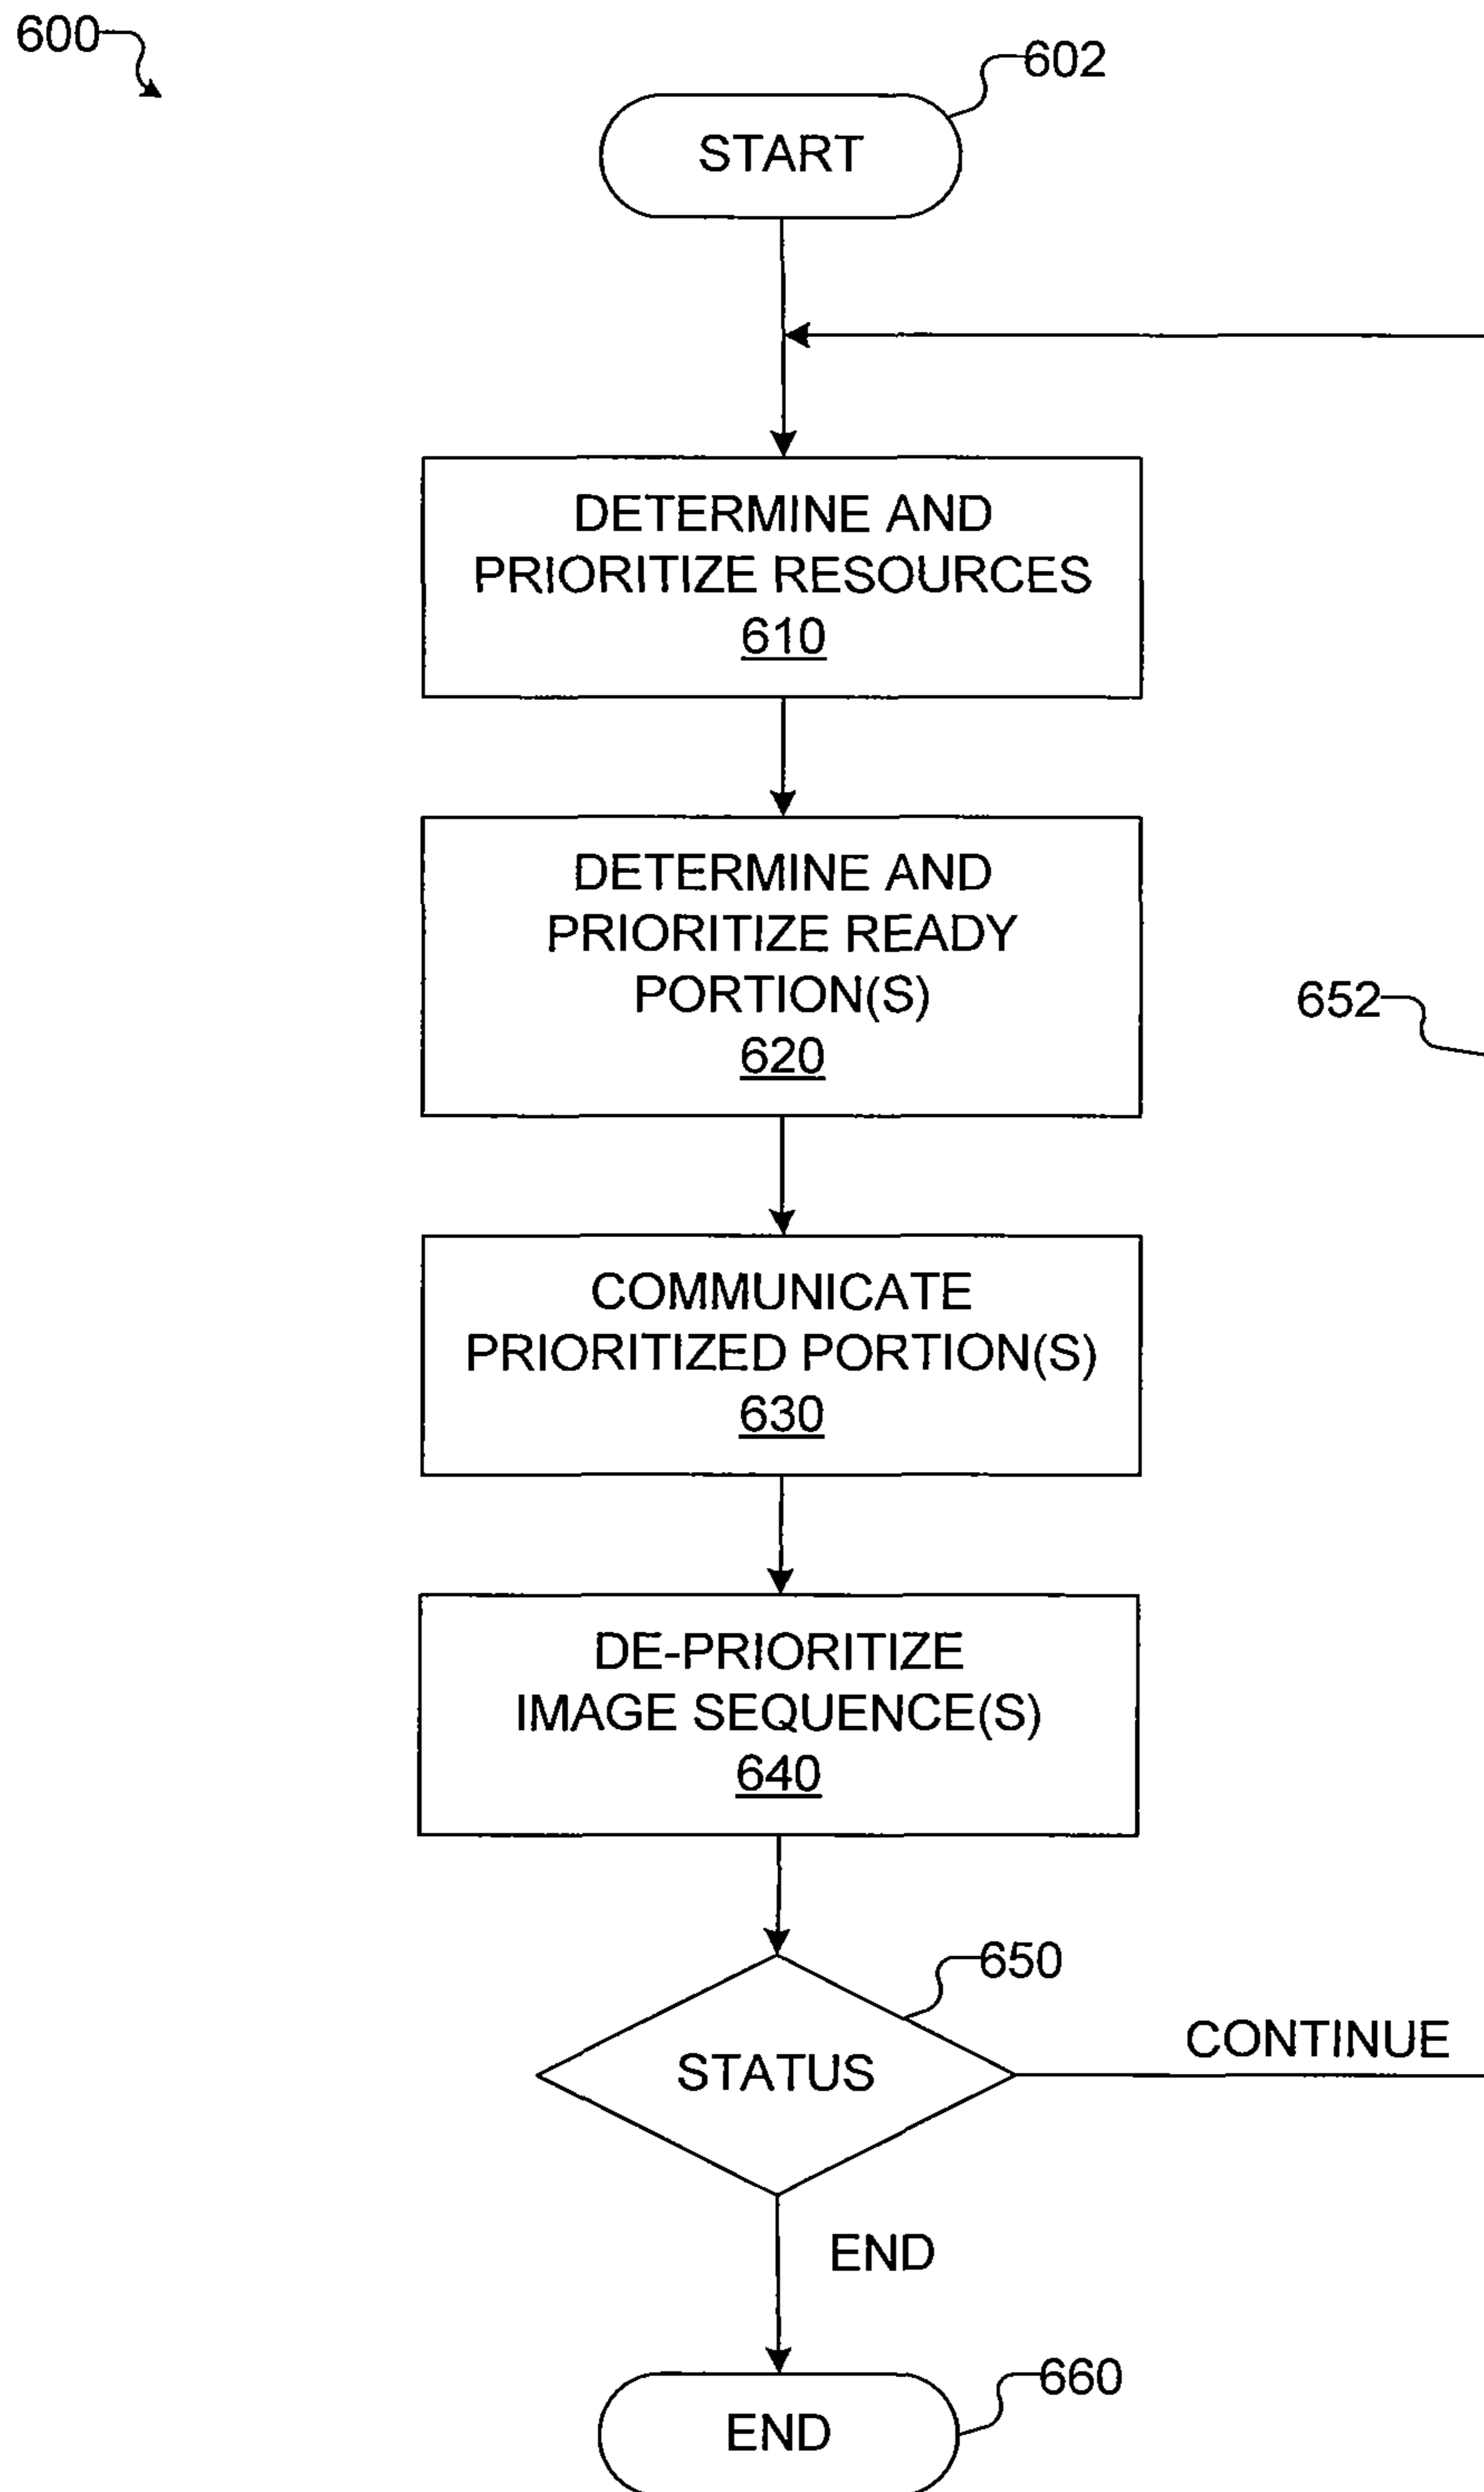 600
602
START
DETERMINE AND
PRIORITIZE RESOURCES
610
DETERMINE AND
PRIORITIZE READY
PORTION(S)
620
652
COMMUNICATE
PRIORITIZED PORTION(S)
630
DE-PRIORITIZE
IMAGE SEQUENCE(S)
640
650
STATUS
CONTINUE
END
660
END